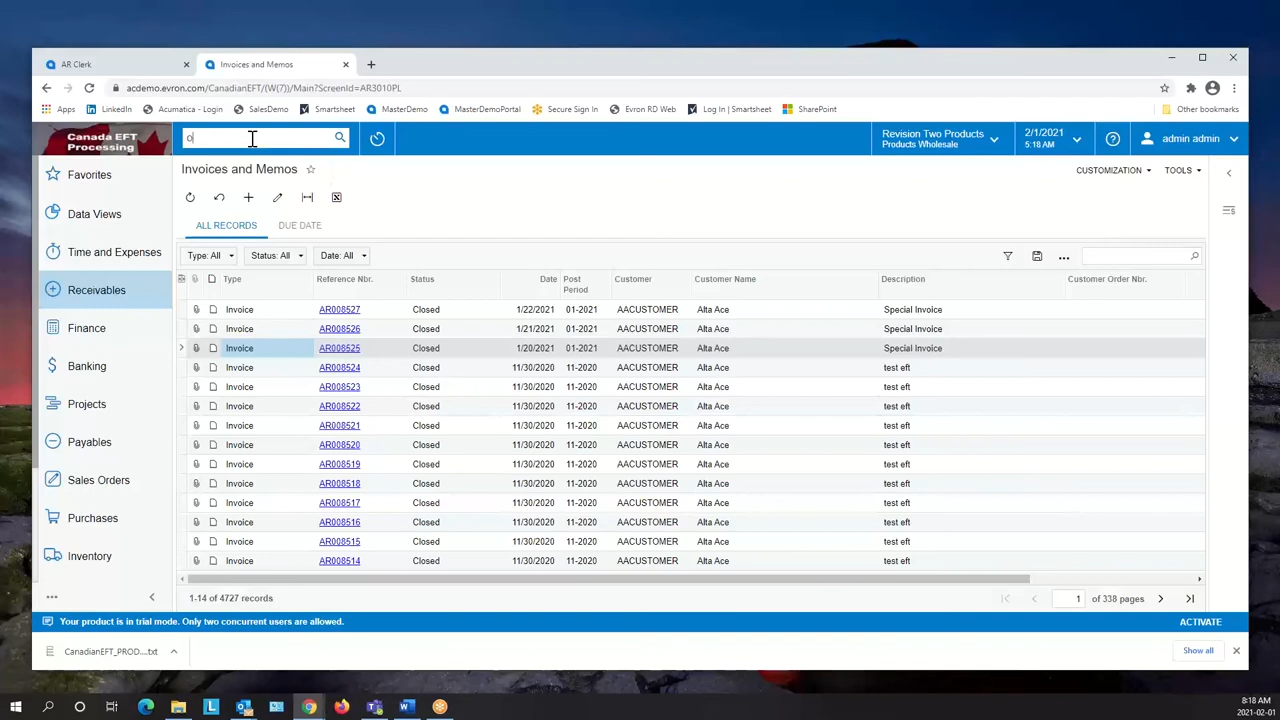 AR Clerk
Invoices and Memos
acdemo.evron.com/CanadianEFT/(W(7))/Main?ScreenId=AR3010PL
Apps LinkedIn Acumatica - Login SalesDemo Smartsheet MasterDemo MasterDemoPortal Secure Sign In Evron RD Web Log In | Smartsheet SharePoint Other bookmarks
Canada EFT
Processing
o
Revision Two Products
Products Wholesale
2/1/2021
5:18 AM
admin admin
Favorites
Data Views
Time and Expenses
Receivables
Finance
Banking
Projects
Payables
Sales Orders
Purchases
Inventory
Invoices and Memos
CUSTOMIZATION TOOLS
ALL RECORDS DUE DATE
Type: All Status: All Date: All
Type Reference Nbr. Status Date Post Period Customer Customer Name Description Customer Order Nbr.
Invoice AR008527 Closed 1/22/2021 01-2021 AACUSTOMER Alta Ace Special Invoice
Invoice AR008526 Closed 1/21/2021 01-2021 AACUSTOMER Alta Ace Special Invoice
Invoice AR008525 Closed 1/20/2021 01-2021 AACUSTOMER Alta Ace Special Invoice
Invoice AR008524 Closed 11/30/2020 11-2020 AACUSTOMER Alta Ace test eft
Invoice AR008523 Closed 11/30/2020 11-2020 AACUSTOMER Alta Ace test eft
Invoice AR008522 Closed 11/30/2020 11-2020 AACUSTOMER Alta Ace test eft
Invoice AR008521 Closed 11/30/2020 11-2020 AACUSTOMER Alta Ace test eft
Invoice AR008520 Closed 11/30/2020 11-2020 AACUSTOMER Alta Ace test eft
Invoice AR008519 Closed 11/30/2020 11-2020 AACUSTOMER Alta Ace test eft
Invoice AR008518 Closed 11/30/2020 11-2020 AACUSTOMER Alta Ace test eft
Invoice AR008517 Closed 11/30/2020 11-2020 AACUSTOMER Alta Ace test eft
Invoice AR008516 Closed 11/30/2020 11-2020 AACUSTOMER Alta Ace test eft
Invoice AR008515 Closed 11/30/2020 11-2020 AACUSTOMER Alta Ace test eft
Invoice AR008514 Closed 11/30/2020 11-2020 AACUSTOMER Alta Ace test eft
1-14 of 4727 records 1 of 338 pages
Your product is in trial mode. Only two concurrent users are allowed. ACTIVATE
CanadianEFT_PROD....txt Show all
8:18 AM
2021-02-01